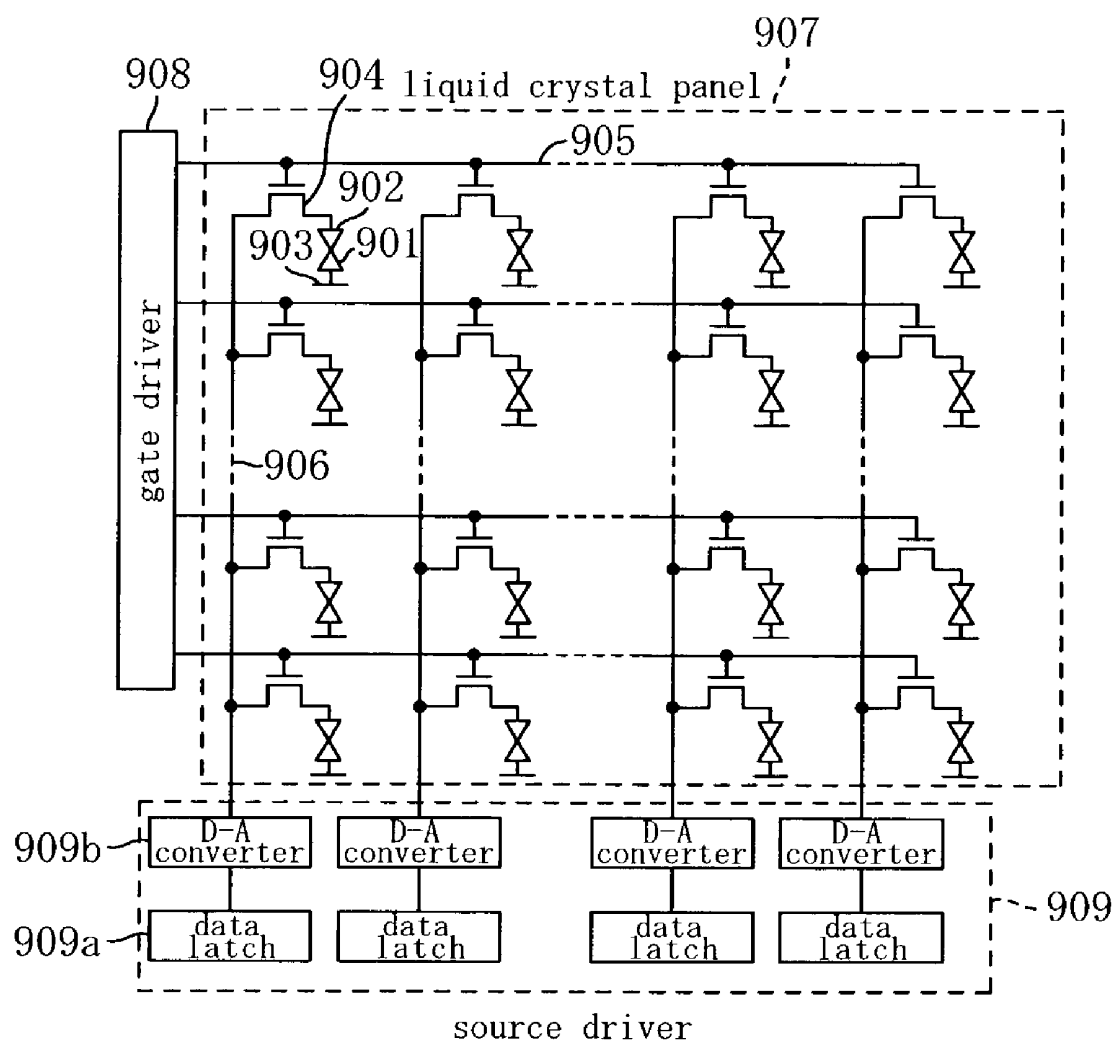 907
908
904
liquid crystal panel
905
902
903
901
gate driver
906
D-A
converter
D-A
converter
D-A
converter
D-A
converter
909b
909
data
latch
data
latch
data
latch
data
latch
909a
source driver